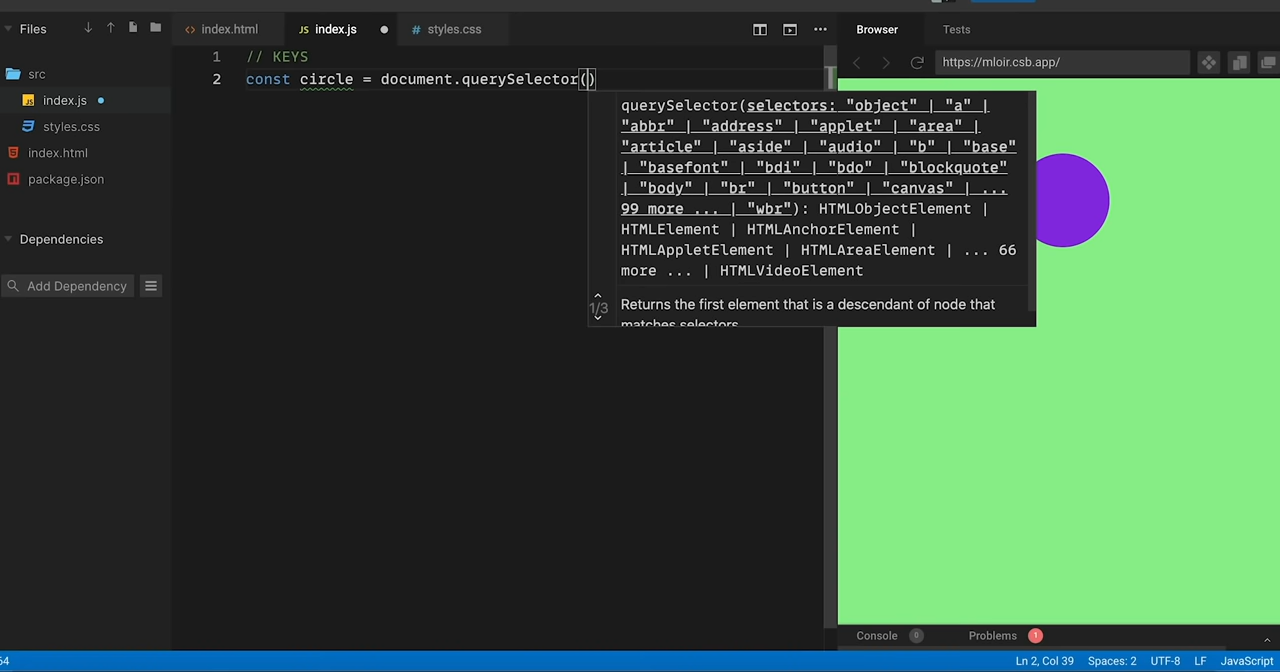 Files
index.html
index.js
styles.css
Browser
Tests
https://mloir.csb.app/
src
index.js
styles.css
index.html
package.json
Dependencies
Add Dependency
1 // KEYS
2 const circle = document.querySelector()
querySelector(selectors: "object" | "a" |
"abbr" | "address" | "applet" | "area" |
"article" | "aside" | "audio" | "b" | "base"
| "basefont" | "bdi" | "bdo" | "blockquote"
| "body" | "br" | "button" | "canvas" | ...
99 more ... | "wbr"): HTMLObjectElement |
HTMLElement | HTMLAnchorElement |
HTMLAppletElement | HTMLAreaElement | ... 66
more ... | HTMLVideoElement
1/3
Returns the first element that is a descendant of node that
matches selectors
Console 0
Problems 1
64
Ln 2, Col 39
Spaces: 2
UTF-8
LF
JavaScript